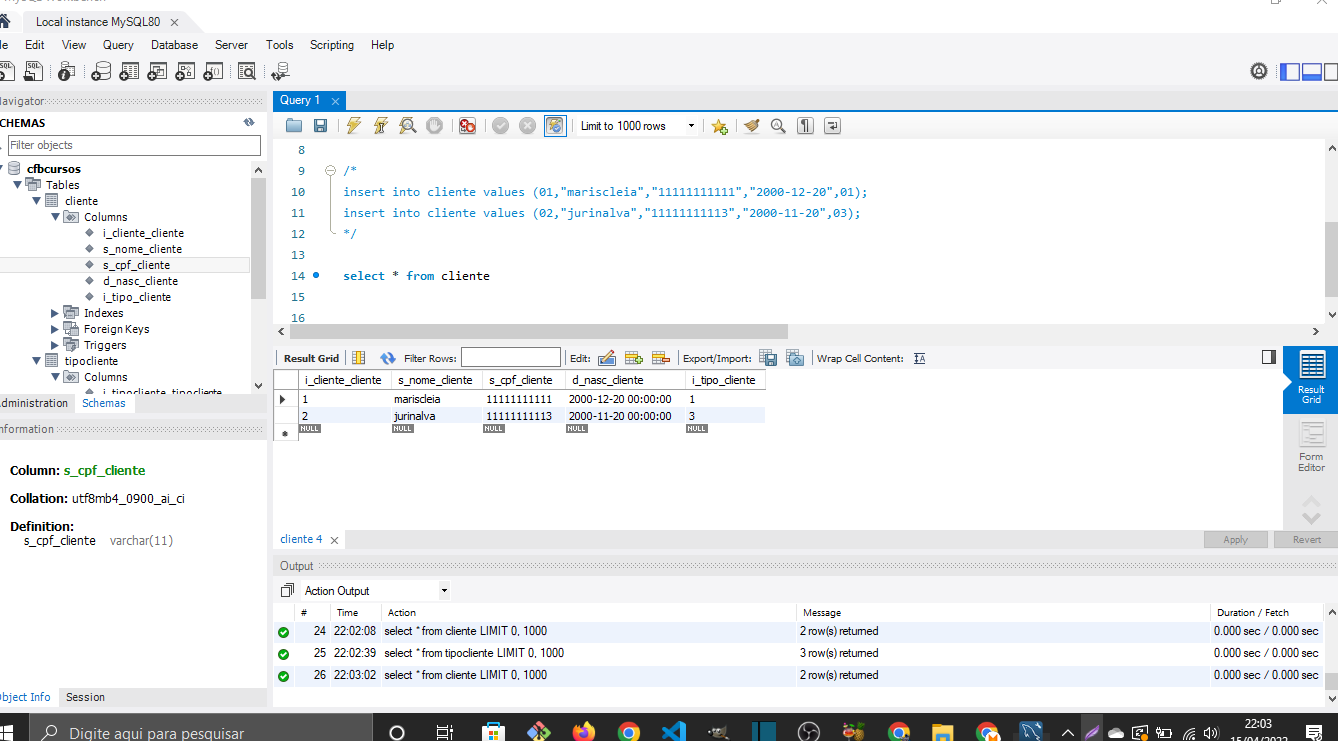 Local instance MySQL80
Edit View Query Database Server Tools Scripting Help
Navigator
SCHEMAS
Filter objects
cfbcursos
Tables
cliente
Columns
i_cliente_cliente
s_nome_cliente
s_cpf_cliente
d_nasc_cliente
i_tipo_cliente
Indexes
Foreign Keys
Triggers
tipocliente
Columns
i_tipocliente_tipocliente
Administration Schemas
Information
Column: s_cpf_cliente
Collation: utf8mb4_0900_ai_ci
Definition:
s_cpf_cliente varchar(11)
Object Info Session
Query 1
Limit to 1000 rows
8
9 /*
10 insert into cliente values (01,"mariscleia","11111111111","2000-12-20",01);
11 insert into cliente values (02,"jurinalva","11111111113","2000-11-20",03);
12 */
13
14 select * from cliente
15
16
Result Grid Filter Rows: Edit: Export/Import: Wrap Cell Content:
i_cliente_cliente s_nome_cliente s_cpf_cliente d_nasc_cliente i_tipo_cliente
1 mariscleia 11111111111 2000-12-20 00:00:00 1
2 jurinalva 11111111113 2000-11-20 00:00:00 3
NULL NULL NULL NULL NULL
Result Grid
Form Editor
cliente 4
Apply Revert
Output
Action Output
# Time Action Message Duration / Fetch
24 22:02:08 select * from cliente LIMIT 0, 1000 2 row(s) returned 0.000 sec / 0.000 sec
25 22:02:39 select * from tipocliente LIMIT 0, 1000 3 row(s) returned 0.000 sec / 0.000 sec
26 22:03:02 select * from cliente LIMIT 0, 1000 2 row(s) returned 0.000 sec / 0.000 sec
Digite aqui para pesquisar
22:03
15/04/2022